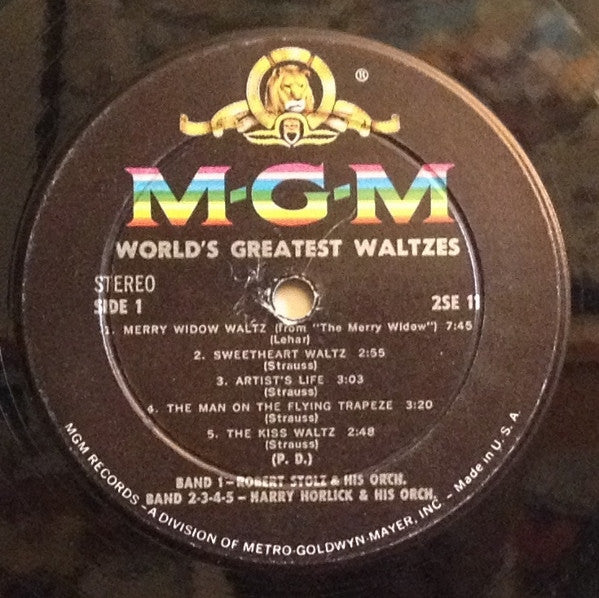 ®
M·G·M
WORLD'S GREATEST WALTZES
STEREO
SIDE 1
2SE 11
1. MERRY WIDOW WALTZ (from "The Merry Widow") 7:45
(Lehar)
2. SWEETHEART WALTZ 2:55
(Strauss)
3. ARTIST'S LIFE 3:03
(Strauss)
4. THE MAN ON THE FLYING TRAPEZE 3:20
(Strauss)
5. THE KISS WALTZ 2:48
(Strauss)
(P. D.)
BAND 1 – ROBERT STOLZ & HIS ORCH.
BAND 2-3-4-5 – HARRY HORLICK & HIS ORCH.
MGM RECORDS – A DIVISION OF METRO-GOLDWYN-MAYER, INC. – Made in U. S. A.